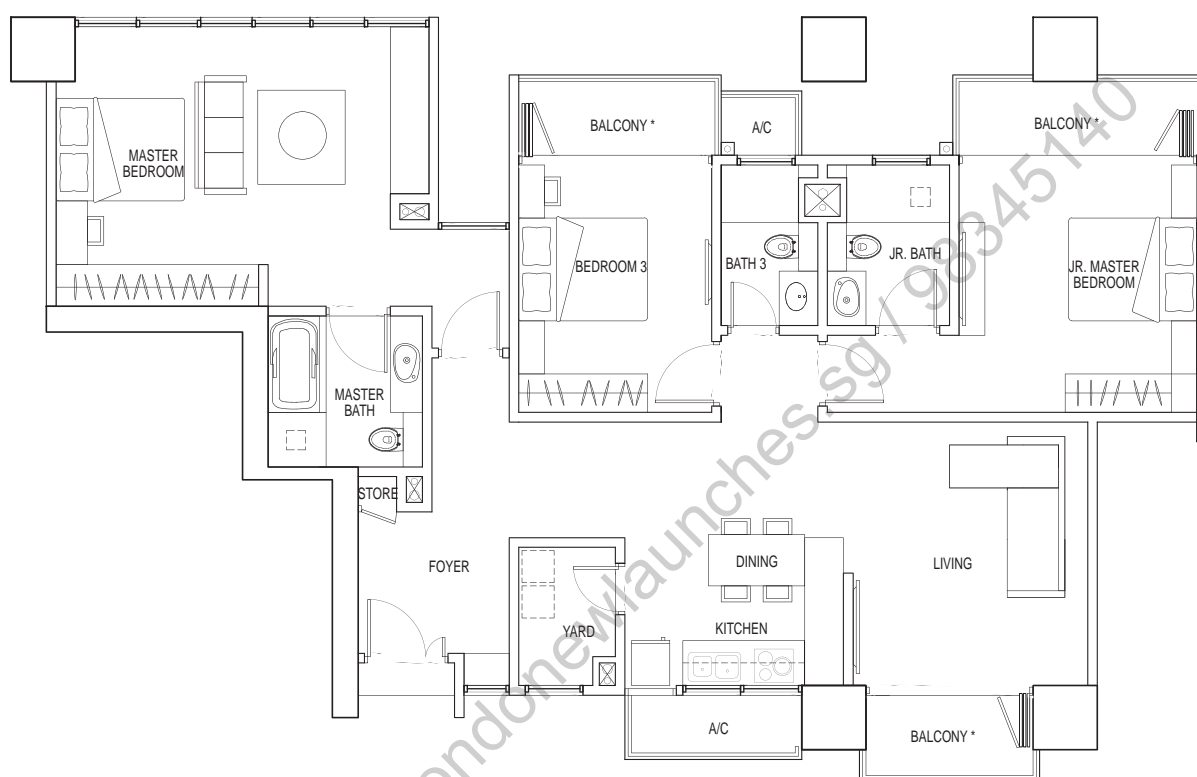 BALCONY *
A/C
BALCONY *
MASTER
BEDROOM
BEDROOM 3
BATH 3
JR. BATH
JR. MASTER
BEDROOM
MASTER
BATH
STORE
FOYER
DINING
LIVING
YARD
KITCHEN
A/C
BALCONY *
ondonewlaunches.sg / 98345140